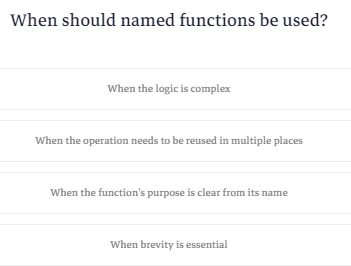 When should named functions be used?
When the logic is complex
When the operation needs to be reused in multiple places
When the function's purpose is clear from its name
When brevity is essential